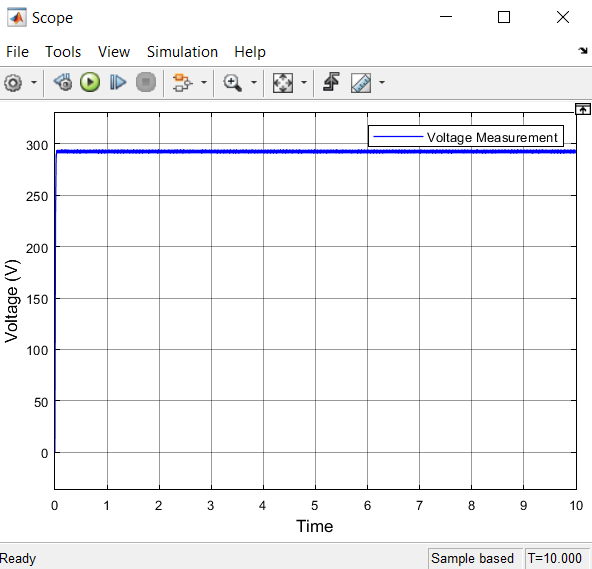 Scope
File Tools View Simulation Help
Voltage Measurement
300
250
200
150
100
50
0
Voltage (V)
0 1 2 3 4 5 6 7 8 9 10
Time
Ready Sample based T=10.000